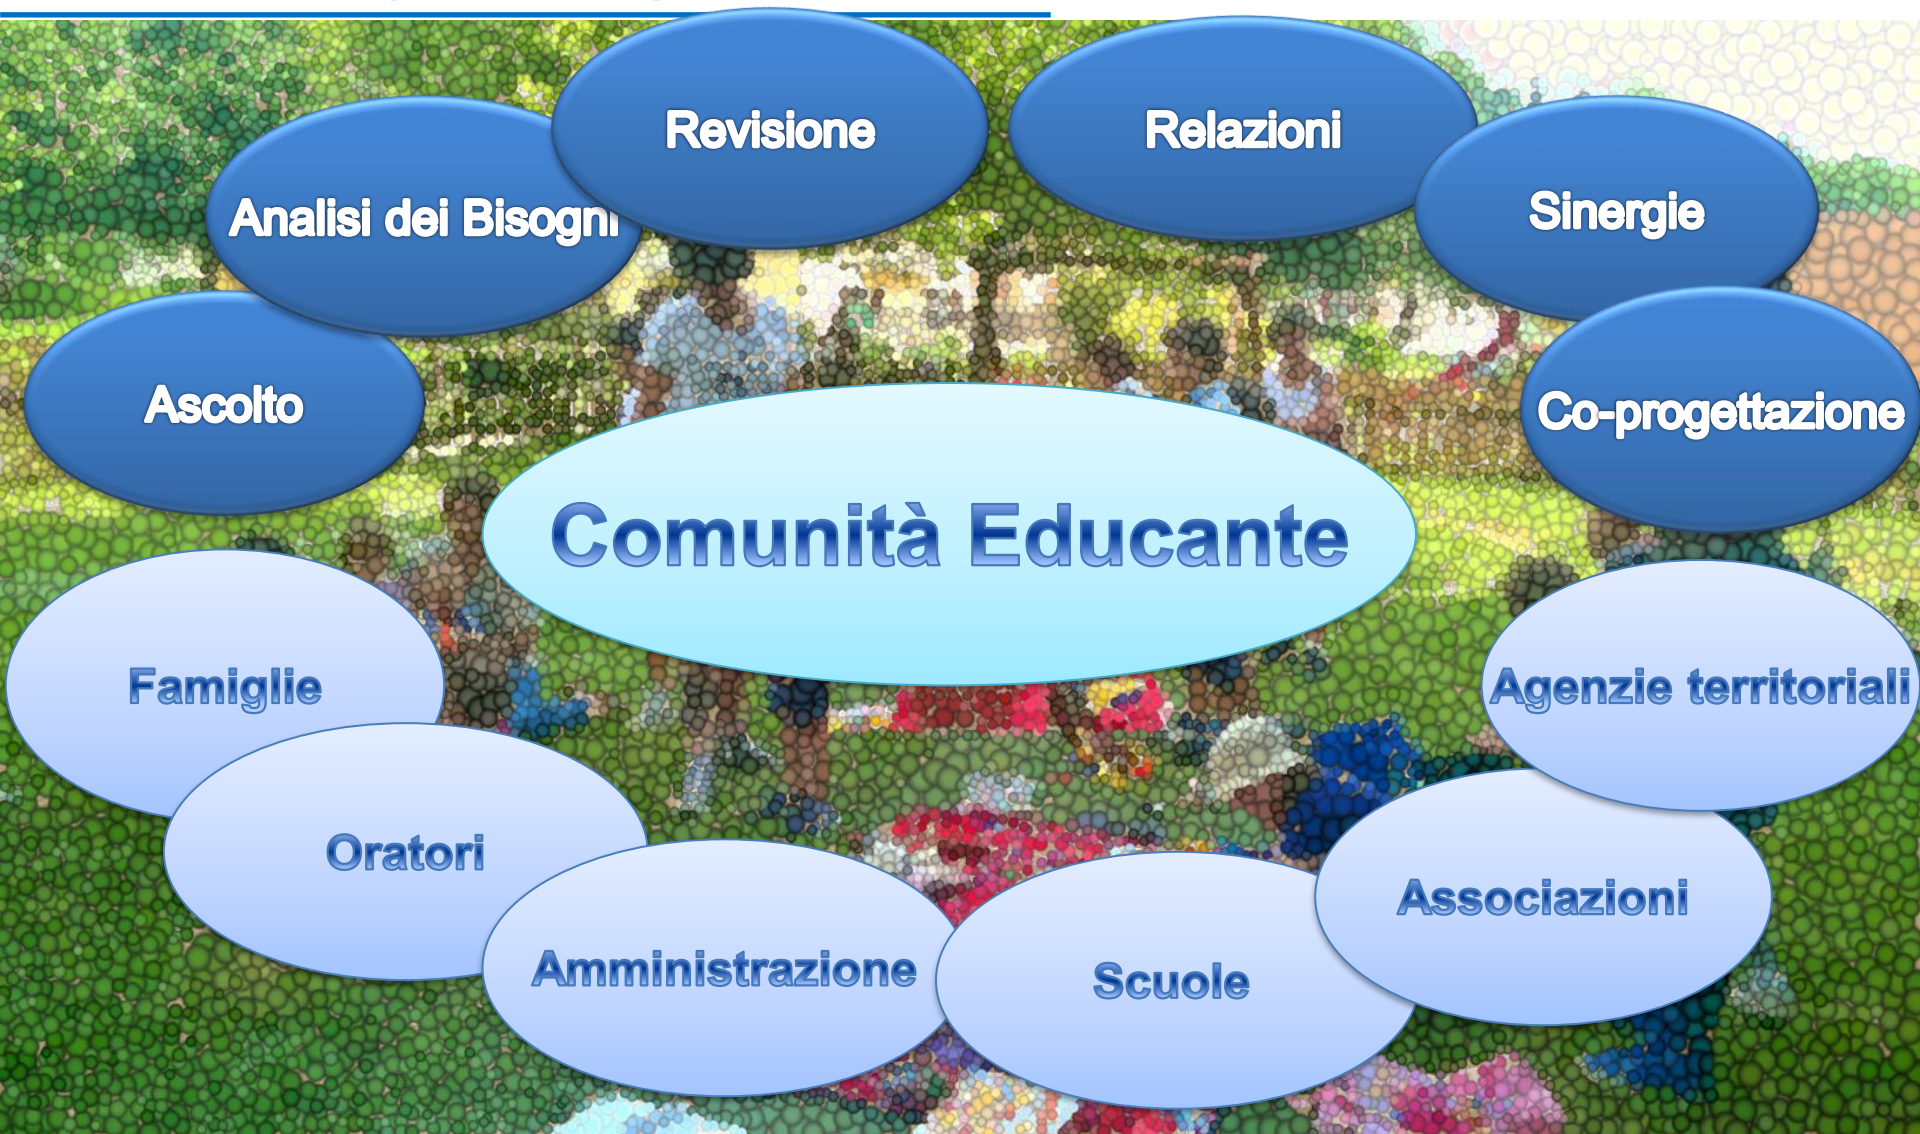 Revisione
Relazioni
Analisi dei Bisogni
Sinergie
Ascolto
Co-progettazione
Comunità Educante
Famiglie
Agenzie territoriali
Oratori
Associazioni
Amministrazione
Scuole